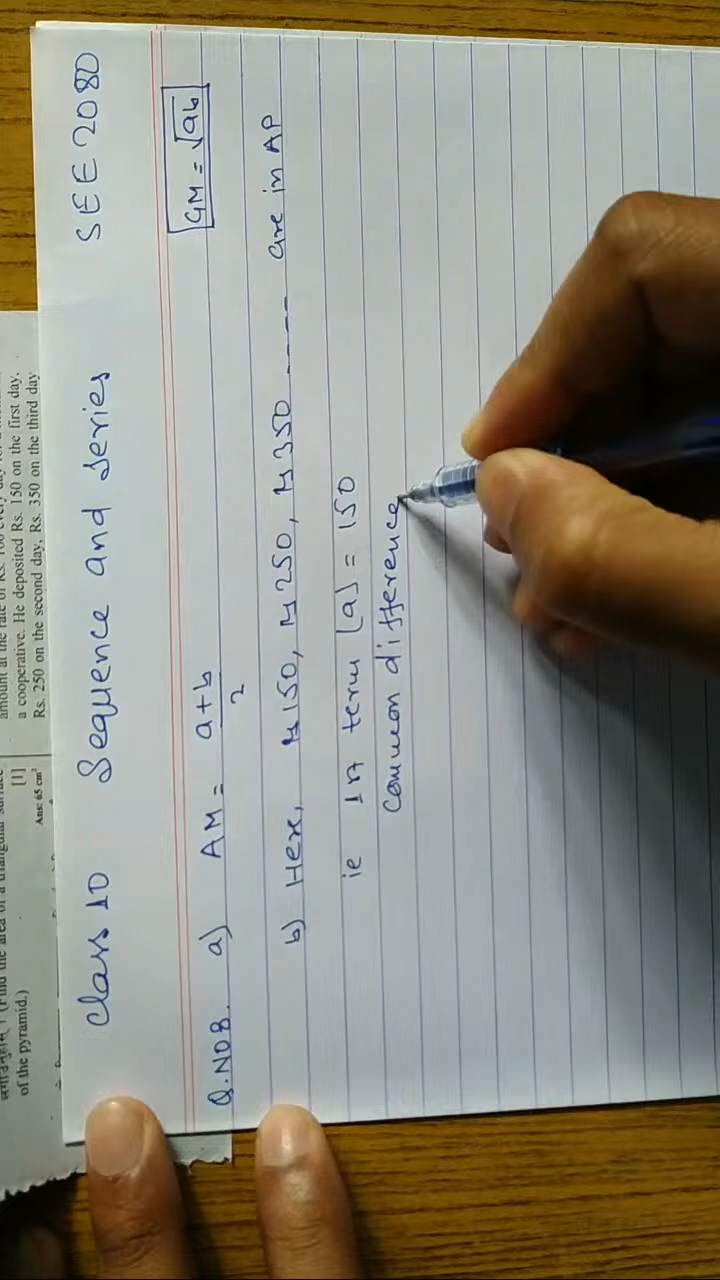 amount at the rate of Rs. 100 every day for a
a cooperative. He deposited Rs. 150 on the first day,
Rs. 250 on the second day, Rs. 350 on the third day
of the pyramid.) [1]
Ans: 65 cm²
Class 10 Sequence and series SEE 2080
Q.NO8. a) AM = a+b/2 GM = √ab
b) Here, ₨150, ₨250, ₨350 ---- are in AP
ie 1st term (a) = 150
Common difference